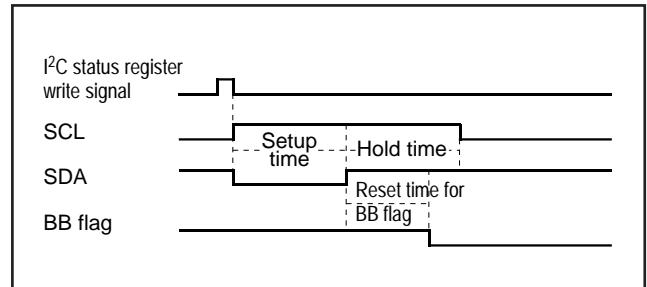 I²C status register
write signal
SCL
Setup
time
Hold time
SDA
Reset time for
BB flag
BB flag